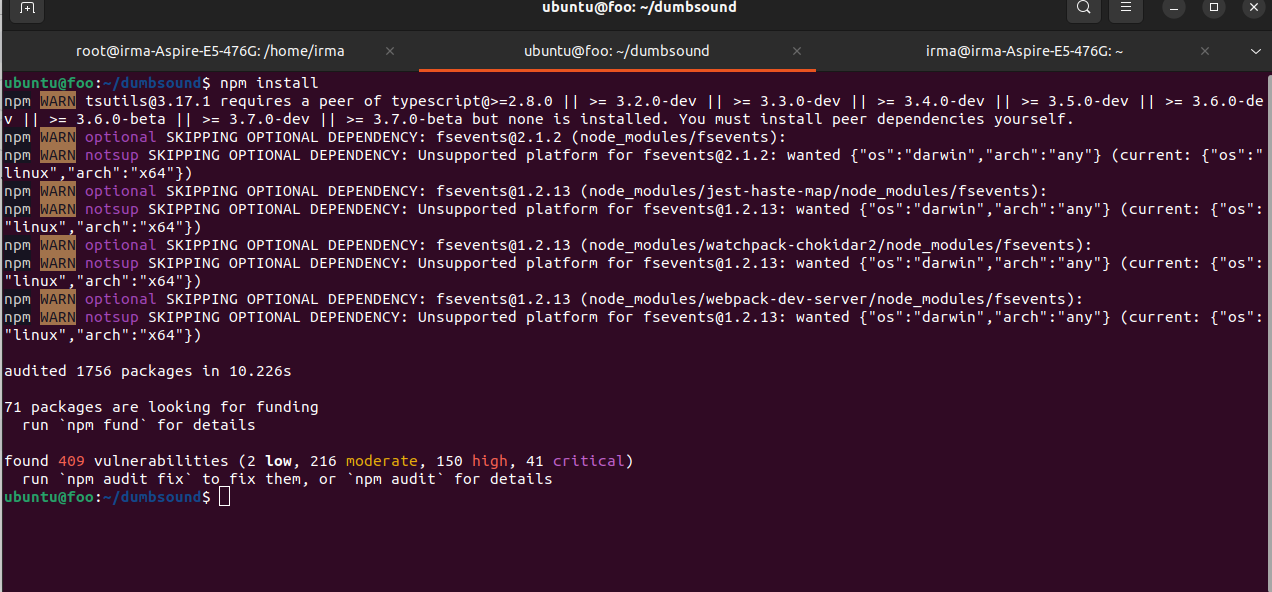 ubuntu@foo: ~/dumbsound
root@irma-Aspire-E5-476G: /home/irma
ubuntu@foo: ~/dumbsound
irma@irma-Aspire-E5-476G: ~
ubuntu@foo:~/dumbsound$ npm install
npm WARN tsutils@3.17.1 requires a peer of typescript@>=2.8.0 || >= 3.2.0-dev || >= 3.3.0-dev || >= 3.4.0-dev || >= 3.5.0-dev || >= 3.6.0-de
v || >= 3.6.0-beta || >= 3.7.0-dev || >= 3.7.0-beta but none is installed. You must install peer dependencies yourself.
npm WARN optional SKIPPING OPTIONAL DEPENDENCY: fsevents@2.1.2 (node_modules/fsevents):
npm WARN notsup SKIPPING OPTIONAL DEPENDENCY: Unsupported platform for fsevents@2.1.2: wanted {"os":"darwin","arch":"any"} (current: {"os":"
linux","arch":"x64"})
npm WARN optional SKIPPING OPTIONAL DEPENDENCY: fsevents@1.2.13 (node_modules/jest-haste-map/node_modules/fsevents):
npm WARN notsup SKIPPING OPTIONAL DEPENDENCY: Unsupported platform for fsevents@1.2.13: wanted {"os":"darwin","arch":"any"} (current: {"os":
"linux","arch":"x64"})
npm WARN optional SKIPPING OPTIONAL DEPENDENCY: fsevents@1.2.13 (node_modules/watchpack-chokidar2/node_modules/fsevents):
npm WARN notsup SKIPPING OPTIONAL DEPENDENCY: Unsupported platform for fsevents@1.2.13: wanted {"os":"darwin","arch":"any"} (current: {"os":
"linux","arch":"x64"})
npm WARN optional SKIPPING OPTIONAL DEPENDENCY: fsevents@1.2.13 (node_modules/webpack-dev-server/node_modules/fsevents):
npm WARN notsup SKIPPING OPTIONAL DEPENDENCY: Unsupported platform for fsevents@1.2.13: wanted {"os":"darwin","arch":"any"} (current: {"os":
"linux","arch":"x64"})
audited 1756 packages in 10.226s
71 packages are looking for funding
run `npm fund` for details
found 409 vulnerabilities (2 low, 216 moderate, 150 high, 41 critical)
run `npm audit fix` to fix them, or `npm audit` for details
ubuntu@foo:~/dumbsound$